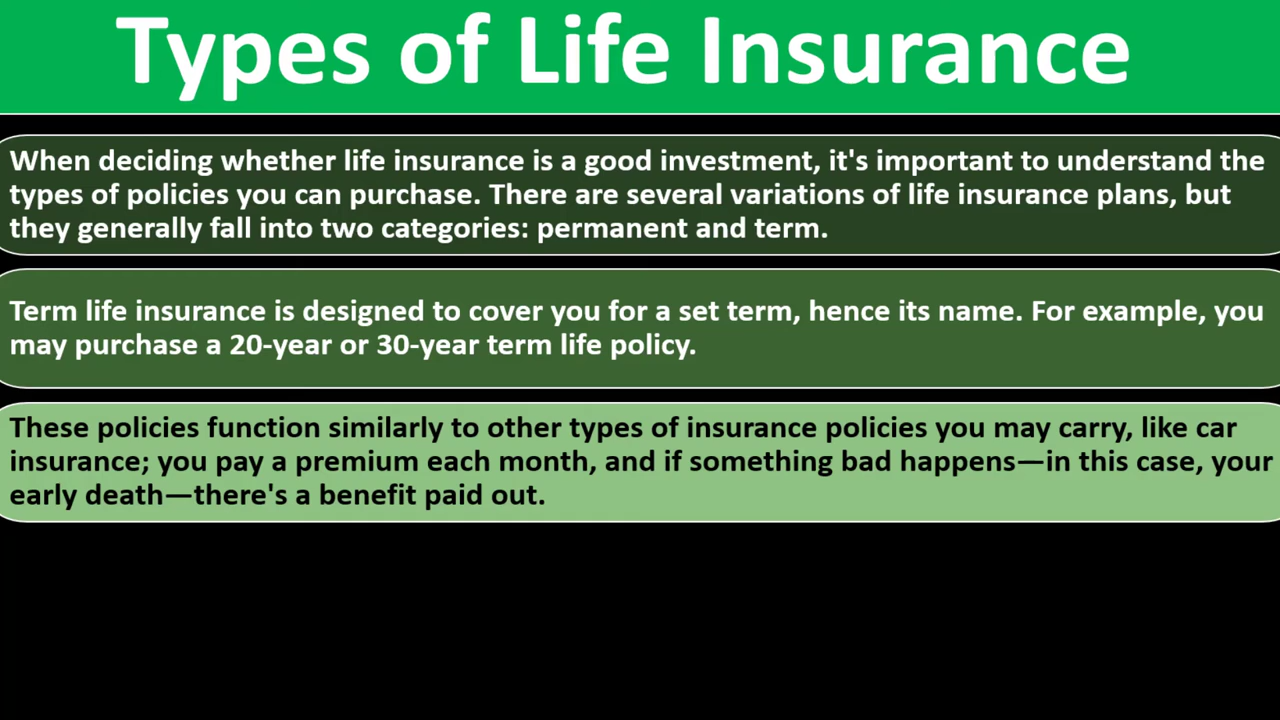 Types of Life Insurance
When deciding whether life insurance is a good investment, it's important to understand the
types of policies you can purchase. There are several variations of life insurance plans, but
they generally fall into two categories: permanent and term.
Term life insurance is designed to cover you for a set term, hence its name. For example, you
may purchase a 20-year or 30-year term life policy.
These policies function similarly to other types of insurance policies you may carry, like car
insurance; you pay a premium each month, and if something bad happens—in this case, your
early death—there's a benefit paid out.